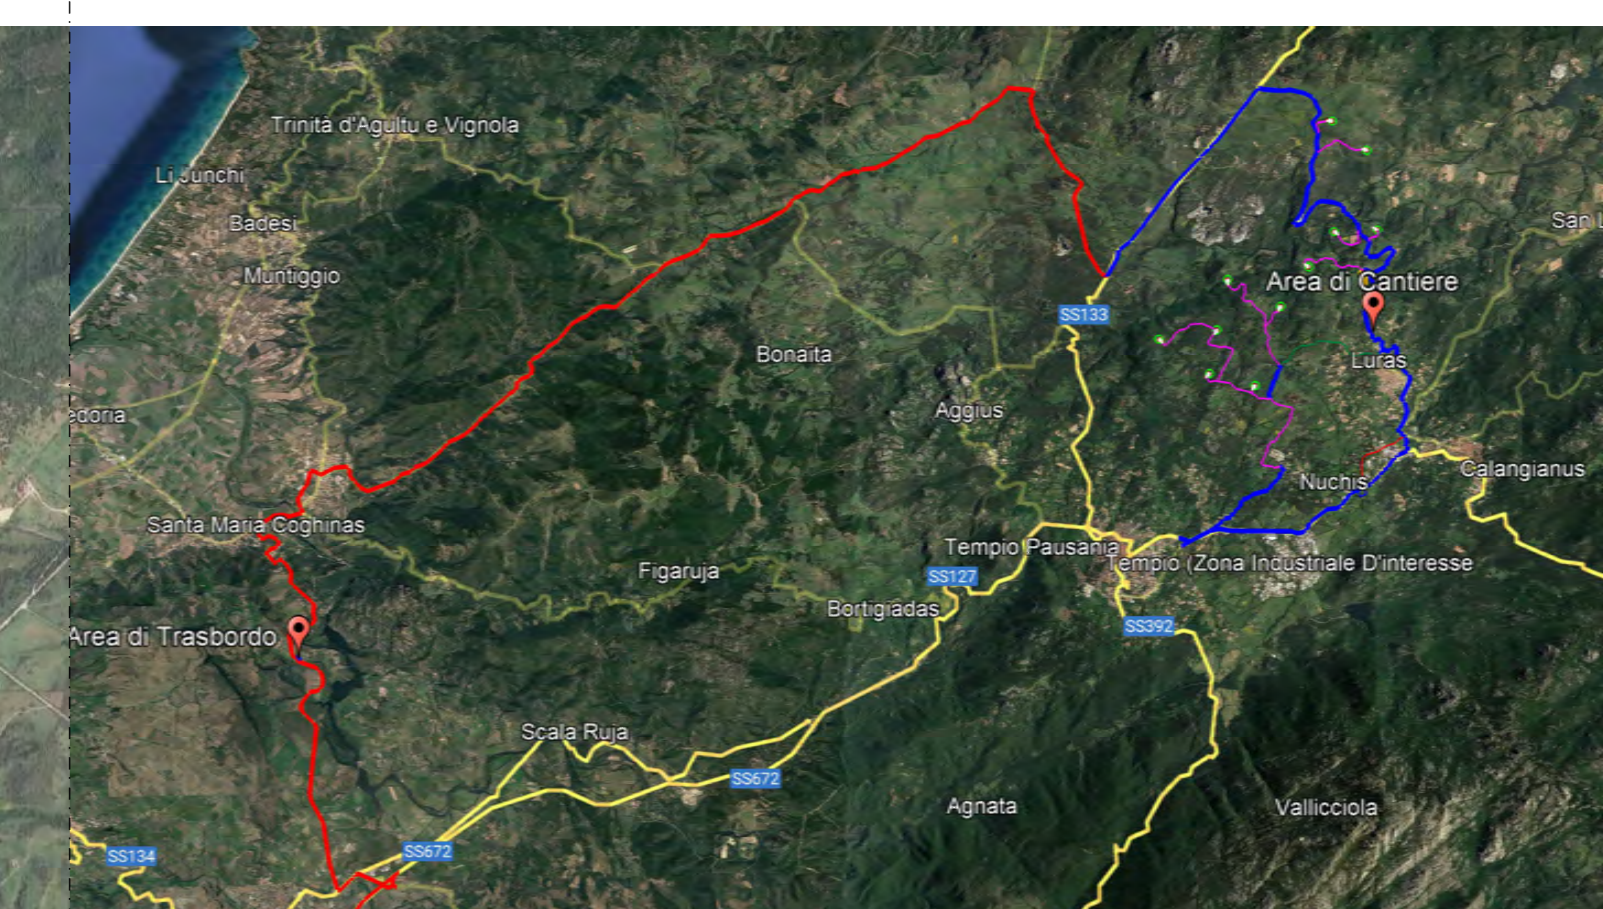 Trinità d'Agultu e Vignola
Li Junchi
Badesi
San L
Muntiggio
Area di Cantiere
SS133
Bonaita
Luras
Aggius
edoria
Calangianus
Nuchis
Santa Maria Coghinas
Tempio Pausania
Tempio (Zona Industriale D'interesse
Figaruja
SS127
Bortigiadas
SS392
Area di Trasbordo
Scala Ruja
SS672
Agnata
Vallicciola
SS672
SS134